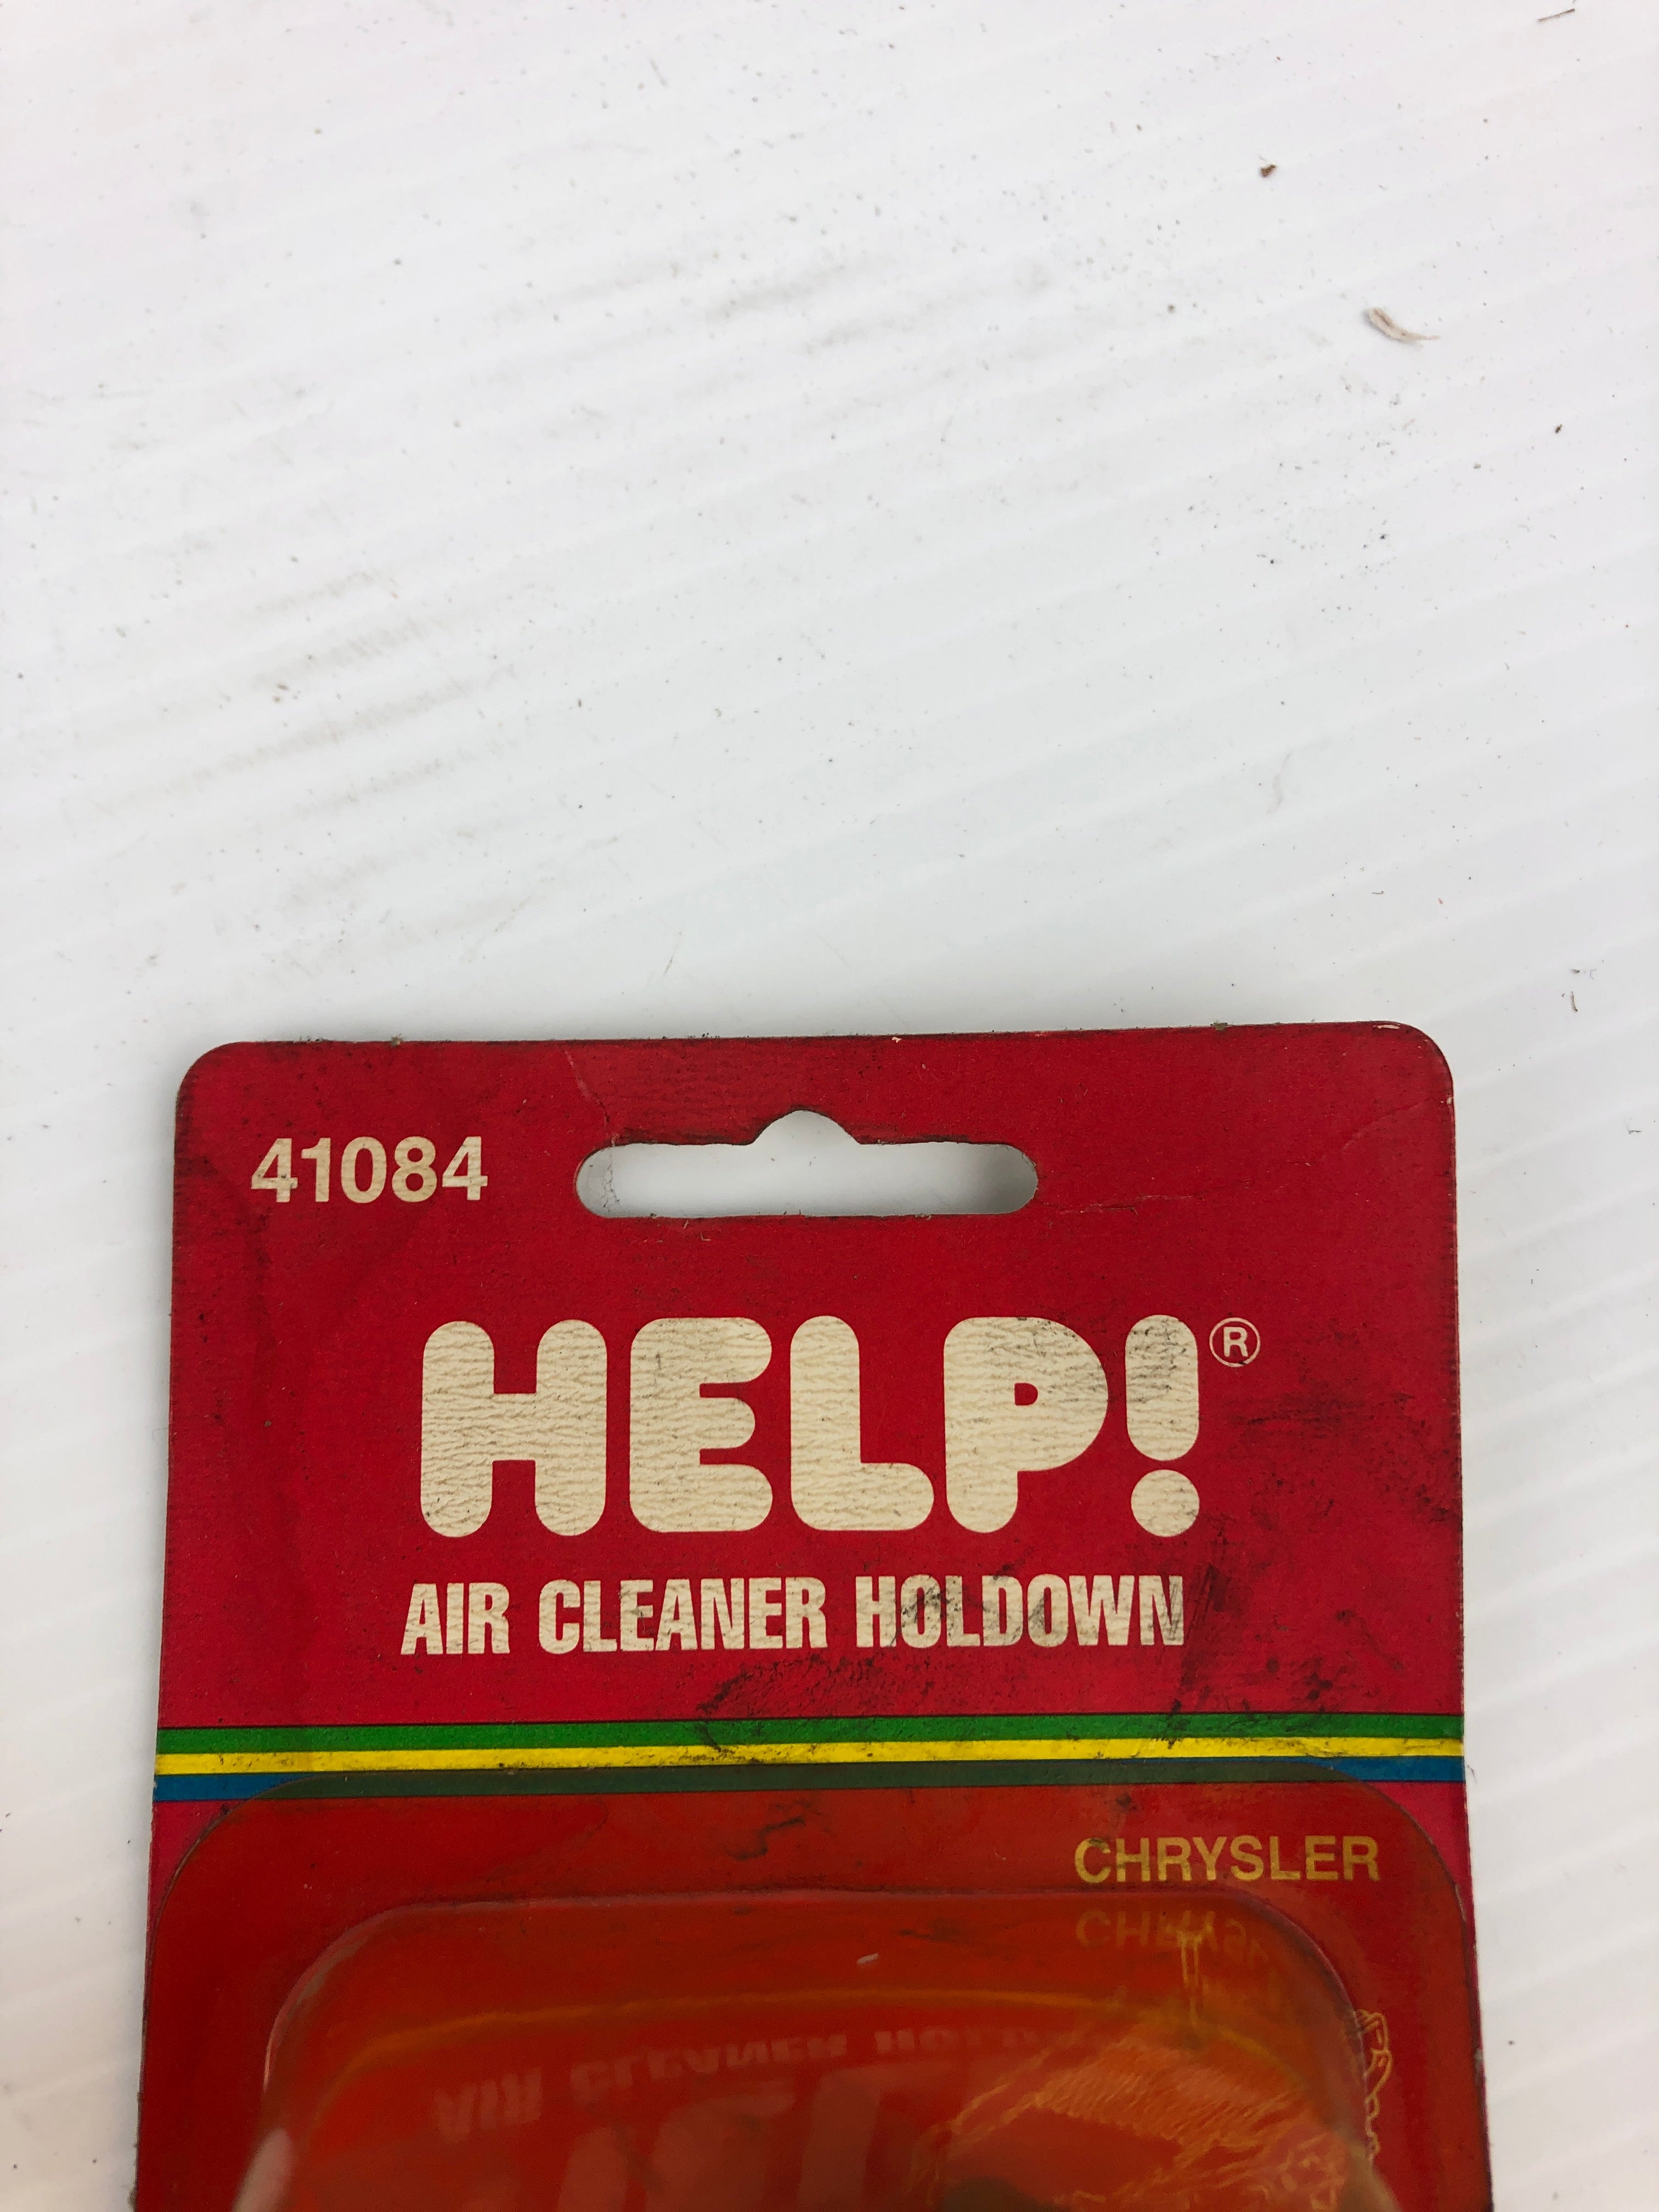 41084
HELP!®
AIR CLEANER HOLDOWN
CHRYSLER